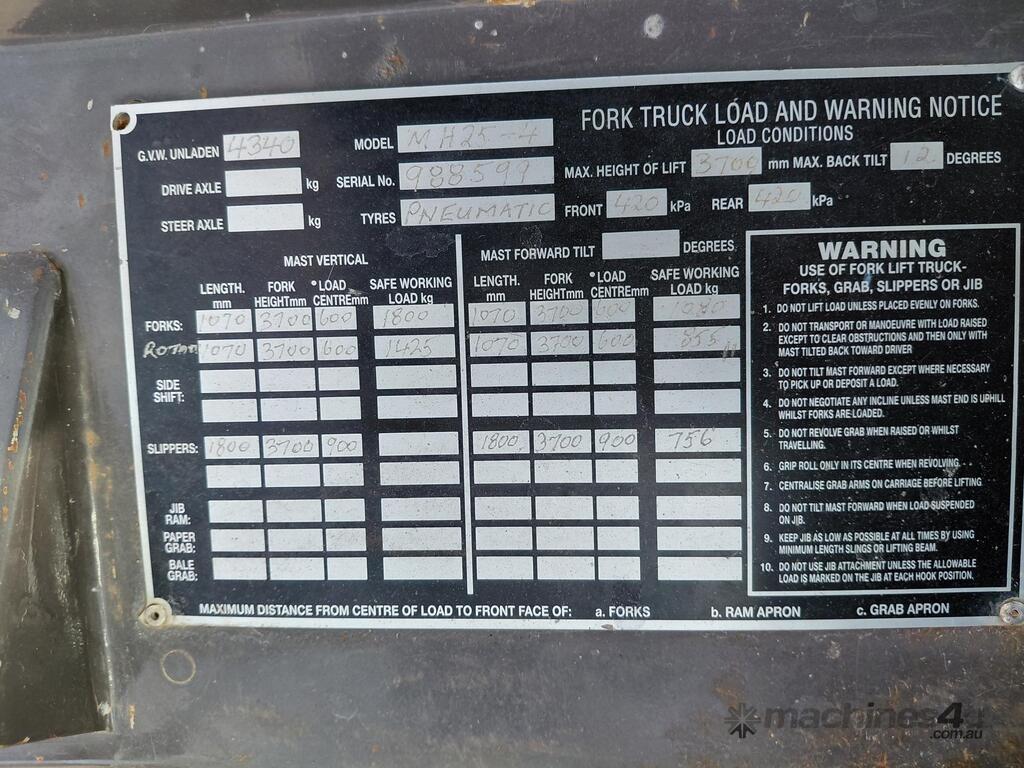 FORK TRUCK LOAD AND WARNING NOTICE
LOAD CONDITIONS
G.V.W. UNLADEN 4340 MODEL MH25-4
MAX. HEIGHT OF LIFT 3700 mm MAX. BACK TILT 12 DEGREES
DRIVE AXLE kg SERIAL No. 988599
STEER AXLE kg TYRES PNEUMATIC FRONT 420 kPa REAR 420 kPa
MAST VERTICAL MAST FORWARD TILT DEGREES
LENGTH. mm FORK HEIGHTmm •LOAD CENTREmm SAFE WORKING LOAD kg LENGTH. mm FORK HEIGHTmm •LOAD CENTREmm SAFE WORKING LOAD kg
FORKS: 1070 3700 600 1800 1070 3700 600 1080
1070 3700 600 1425 1070 3700 600 855
SIDE
SHIFT:
SLIPPERS: 1800 3700 900 1800 3700 900 756
JIB
RAM:
PAPER
GRAB:
BALE
GRAB:
WARNING
USE OF FORK LIFT TRUCK-
FORKS, GRAB, SLIPPERS OR JIB
1. DO NOT LIFT LOAD UNLESS PLACED EVENLY ON FORKS.
2. DO NOT TRANSPORT OR MANOEUVRE WITH LOAD RAISED
EXCEPT TO CLEAR OBSTRUCTIONS AND THEN ONLY WITH
MAST TILTED BACK TOWARD DRIVER
3. DO NOT TILT MAST FORWARD EXCEPT WHERE NECESSARY
TO PICK UP OR DEPOSIT A LOAD.
4. DO NOT NEGOTIATE ANY INCLINE UNLESS MAST END IS UPHILL
WHILST FORKS ARE LOADED.
5. DO NOT REVOLVE GRAB WHEN RAISED OR WHILST
TRAVELLING.
6. GRIP ROLL ONLY IN ITS CENTRE WHEN REVOLVING.
7. CENTRALISE GRAB ARMS ON CARRIAGE BEFORE LIFTING
8. DO NOT TILT MAST FORWARD WHEN LOAD SUSPENDED
ON JIB.
9. KEEP JIB AS LOW AS POSSIBLE AT ALL TIMES BY USING
MINIMUM LENGTH SLINGS OR LIFTING BEAM.
10. DO NOT USE JIB ATTACHMENT UNLESS THE ALLOWABLE
LOAD IS MARKED ON THE JIB AT EACH HOOK POSITION.
MAXIMUM DISTANCE FROM CENTRE OF LOAD TO FRONT FACE OF: a. FORKS b. RAM APRON c. GRAB APRON
machines4u
.com.au